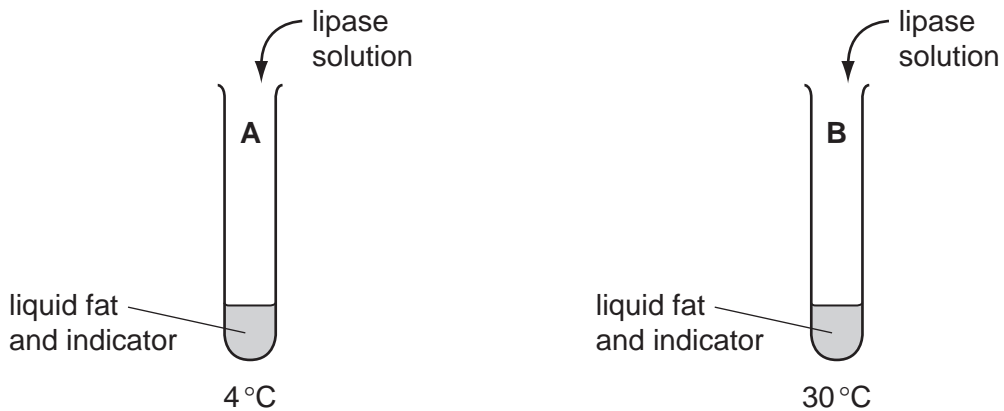 lipase
solution
A
liquid fat
and indicator
4 °C
lipase
solution
B
liquid fat
and indicator
30 °C